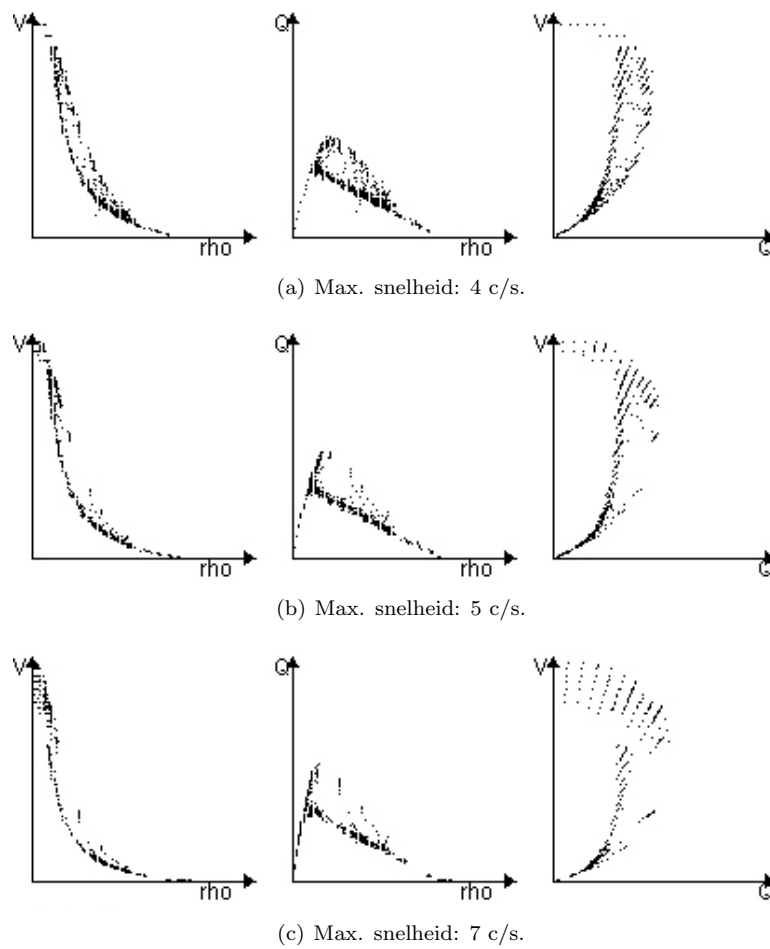 V Q V
rho rho Q
(a) Max. snelheid: 4 c/s.
V Q V
rho rho Q
(b) Max. snelheid: 5 c/s.
V Q V
rho rho Q
(c) Max. snelheid: 7 c/s.